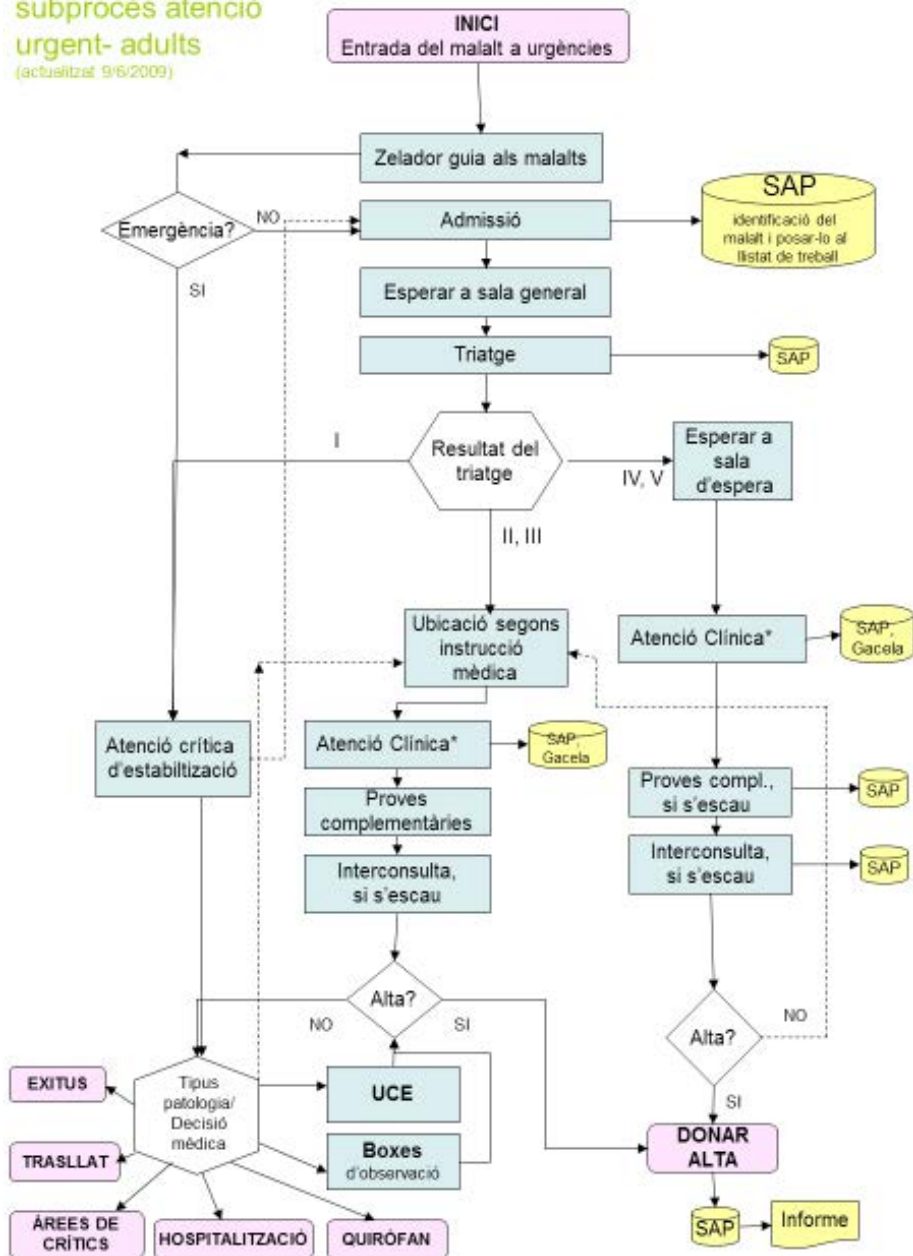 subprocés atenció
urgent- adults
(actualitzat 9/6/2009)
INICI
Entrada del malalt a urgències
Zelador guia als malalts
Emergència?
NO
SI
Admissió
SAP
identificació del
malalt i posar-lo al
llistat de treball
Esperar a sala general
Triatge
SAP
Resultat del
triatge
I
II, III
IV, V
Esperar a
sala
d'espera
Ubicació segons
instrucció
mèdica
Atenció Clínica*
SAP,
Gacela
Atenció crítica
d'estabiltizació
Atenció Clínica*
SAP,
Gacela
Proves
complementàries
Proves compl.,
si s'escau
SAP
Interconsulta,
si s'escau
Interconsulta,
si s'escau
SAP
Alta?
NO
SI
Alta?
NO
SI
Tipus
patologia/
Decisió
mèdica
UCE
Boxes
d'observació
EXITUS
TRASLLAT
ÀREES DE
CRÍTICS
HOSPITALITZACIÓ
QUIRÒFAN
DONAR
ALTA
SAP
Informe